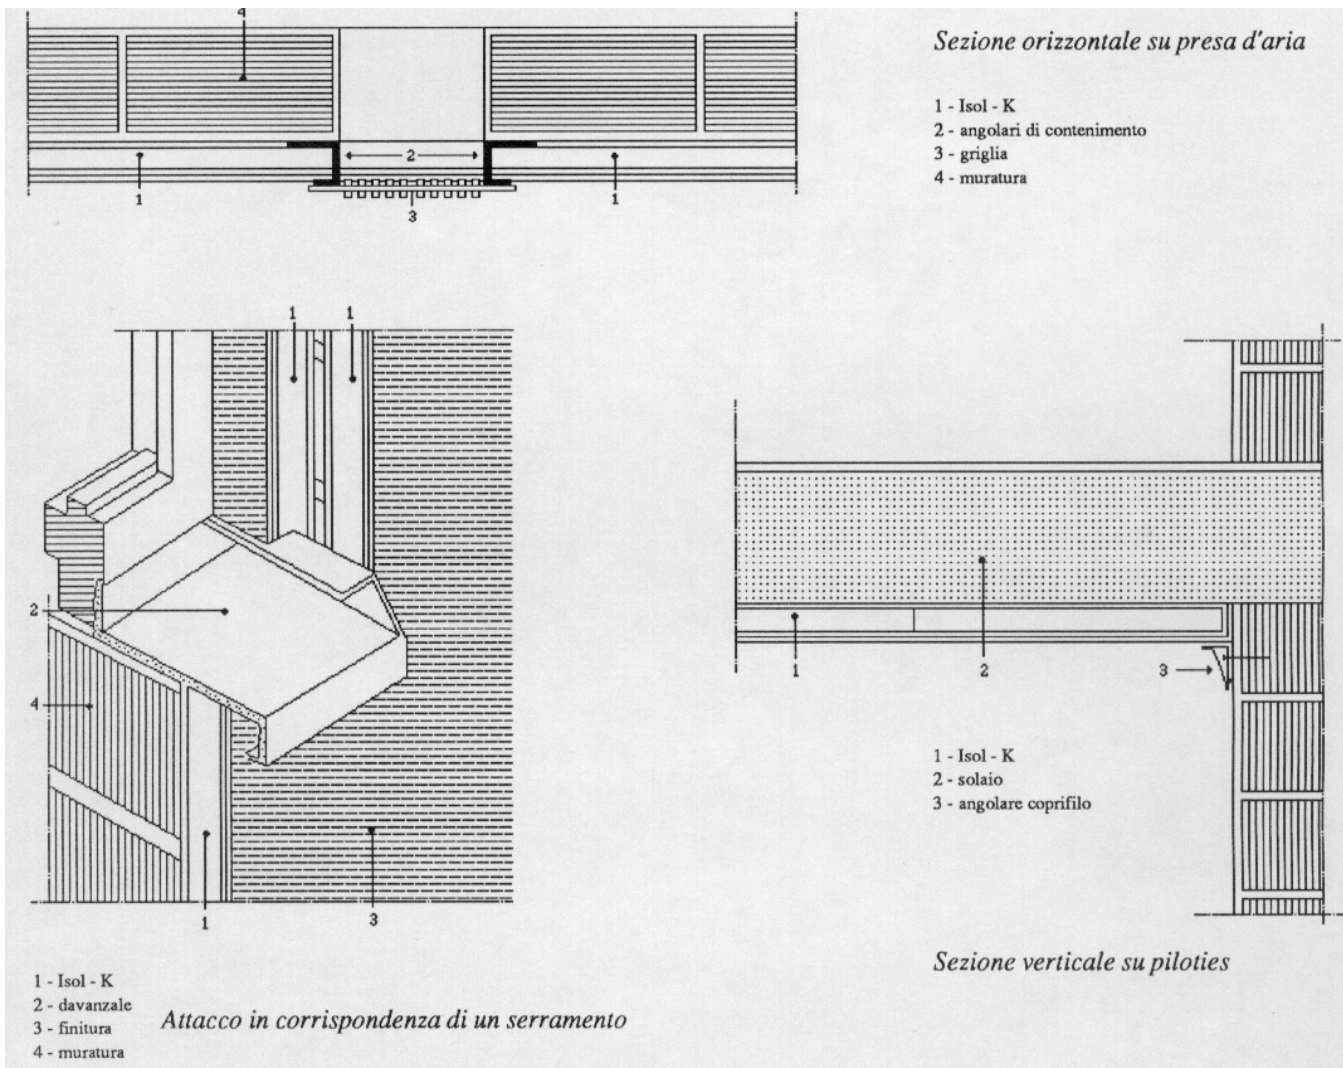 4
Sezione orizzontale su presa d'aria
1 - Isol - K
2 - angolari di contenimento
3 - griglia
4 - muratura
2
1
3
1
1
1
2
4
1
3
1
2
3
1 - Isol - K
2 - solaio
3 - angolare coprifilo
Sezione verticale su piloties
1 - Isol - K
2 - davanzale
3 - finitura
4 - muratura
Attacco in corrispondenza di un serramento